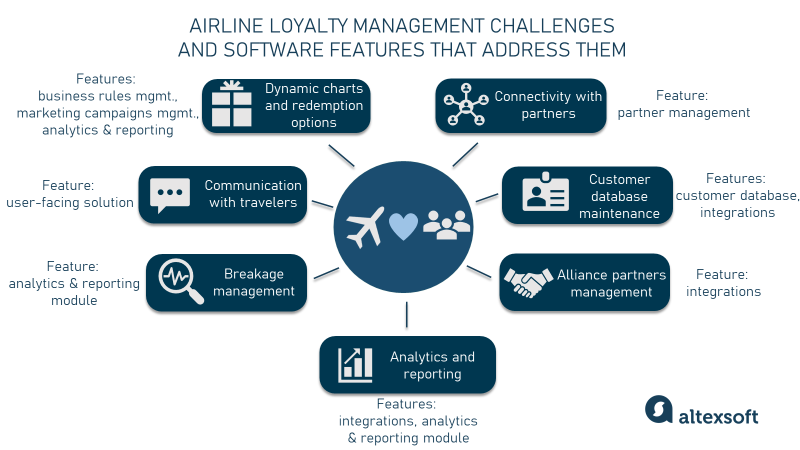 AIRLINE LOYALTY MANAGEMENT CHALLENGES
AND SOFTWARE FEATURES THAT ADDRESS THEM
Features:
business rules mgmt.,
marketing campaigns mgmt.,
analytics & reporting
Dynamic charts
and redemption
options
Connectivity with
partners
Feature:
partner management
Feature:
user-facing solution
Communication
with travelers
Customer
database
maintenance
Features:
customer database,
integrations
Feature:
analytics & reporting
module
Breakage
management
Alliance partners
management
Feature:
integrations
Analytics and
reporting
Features:
integrations, analytics
& reporting module
altexsoft